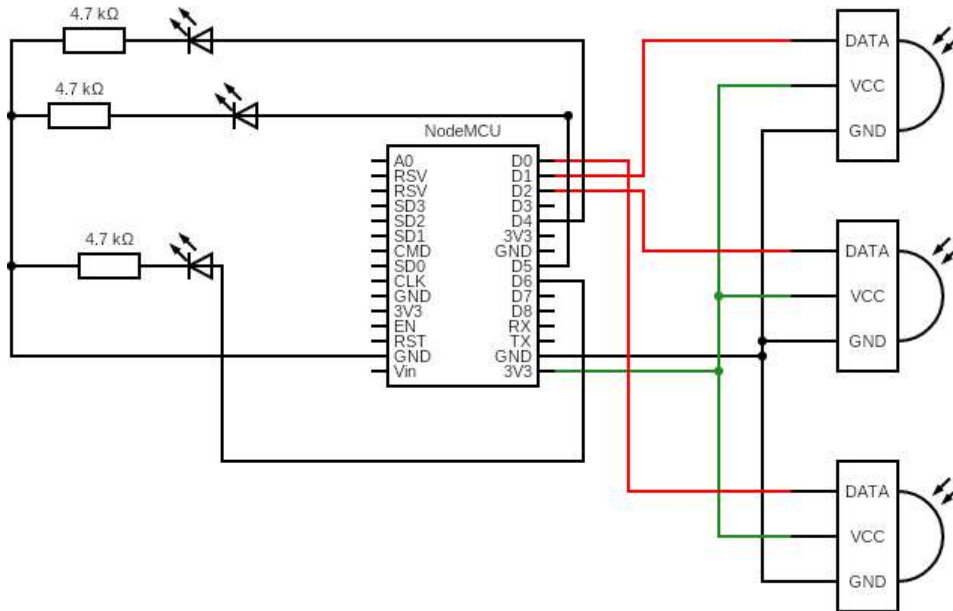 4.7 kΩ
4.7 kΩ
4.7 kΩ
NodeMCU
A0
RSV
RSV
SD3
SD2
SD1
CMD
SD0
CLK
GND
3V3
EN
RST
GND
Vin
D0
D1
D2
D3
D4
3V3
GND
D5
D6
D7
D8
RX
TX
GND
3V3
DATA
VCC
GND
DATA
VCC
GND
DATA
VCC
GND